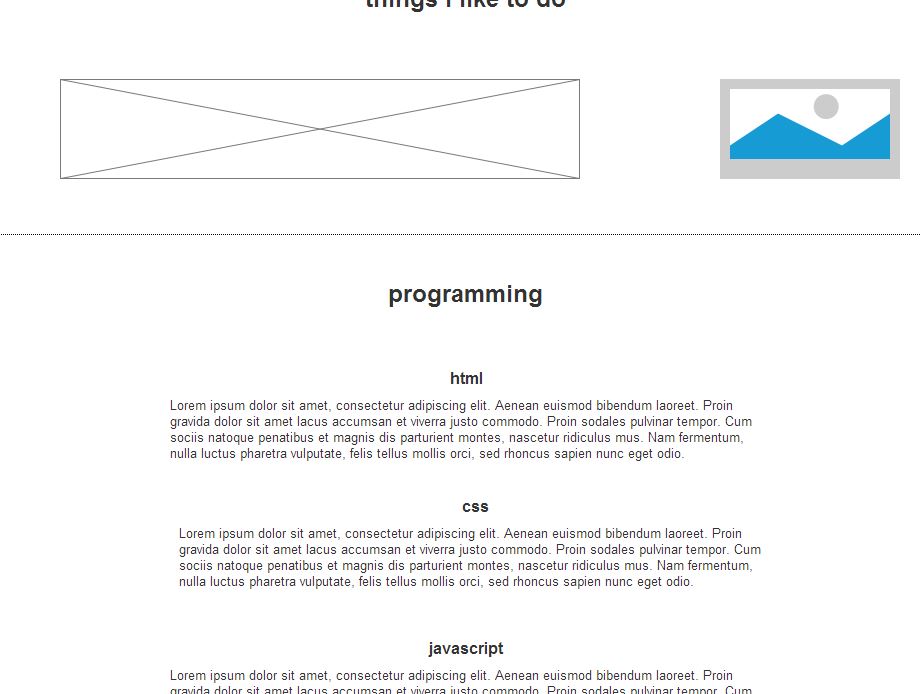 things i like to do
programming
html
Lorem ipsum dolor sit amet, consectetur adipiscing elit. Aenean euismod bibendum laoreet. Proin
gravida dolor sit amet lacus accumsan et viverra justo commodo. Proin sodales pulvinar tempor. Cum
sociis natoque penatibus et magnis dis parturient montes, nascetur ridiculus mus. Nam fermentum,
nulla luctus pharetra vulputate, felis tellus mollis orci, sed rhoncus sapien nunc eget odio.
css
Lorem ipsum dolor sit amet, consectetur adipiscing elit. Aenean euismod bibendum laoreet. Proin
gravida dolor sit amet lacus accumsan et viverra justo commodo. Proin sodales pulvinar tempor. Cum
sociis natoque penatibus et magnis dis parturient montes, nascetur ridiculus mus. Nam fermentum,
nulla luctus pharetra vulputate, felis tellus mollis orci, sed rhoncus sapien nunc eget odio.
javascript
Lorem ipsum dolor sit amet, consectetur adipiscing elit. Aenean euismod bibendum laoreet. Proin
gravida dolor sit amet lacus accumsan et viverra justo commodo. Proin sodales pulvinar tempor. Cum